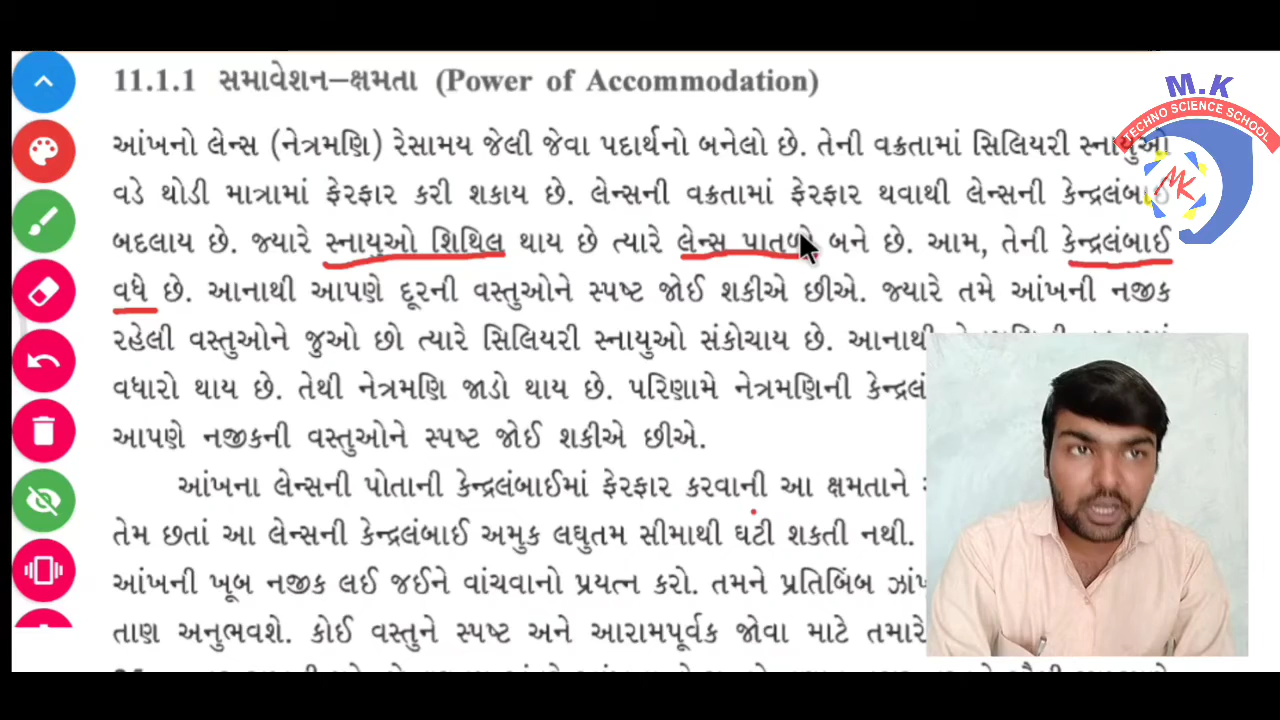 11.1.1 સમાવેશન–ક્ષમતા (Power of Accommodation)
M.K
TECHNO SCIENCE SCHOOL
MK
આંખનો લેન્સ (નેત્રમણિ) રેસામય જેલી જેવા પદાર્થનો બનેલો છે. તેની વક્રતામાં સિલિયરી સ્નાયુઓ
વડે થોડી માત્રામાં ફેરફાર કરી શકાય છે. લેન્સની વક્રતામાં ફેરફાર થવાથી લેન્સની કેન્દ્રલંબાઈ
બદલાય છે. જ્યારે સ્નાયુઓ શિથિલ થાય છે ત્યારે લેન્સ પાતળો બને છે. આમ, તેની કેન્દ્રલંબાઈ
વધે છે. આનાથી આપણે દૂરની વસ્તુઓને સ્પષ્ટ જોઈ શકીએ છીએ. જ્યારે તમે આંખની નજીક
રહેલી વસ્તુઓને જુઓ છો ત્યારે સિલિયરી સ્નાયુઓ સંકોચાય છે. આનાથી
વધારો થાય છે. તેથી નેત્રમણિ જાડો થાય છે. પરિણામે નેત્રમણિની
આપણે નજીકની વસ્તુઓને સ્પષ્ટ જોઈ શકીએ છીએ.
આંખના લેન્સની પોતાની કેન્દ્રલંબાઈમાં ફેરફાર કરવાની આ ક્ષમતાને
તેમ છતાં આ લેન્સની કેન્દ્રલંબાઈ અમુક લઘુતમ સીમાથી ઘટી શકતી નથી.
આંખની ખૂબ નજીક લઈ જઈને વાંચવાનો પ્રયત્ન કરો. તમને પ્રતિબિંબ
તાણ અનુભવશો. કોઈ વસ્તુને સ્પષ્ટ અને આરામપૂર્વક જોવા માટે તમારે